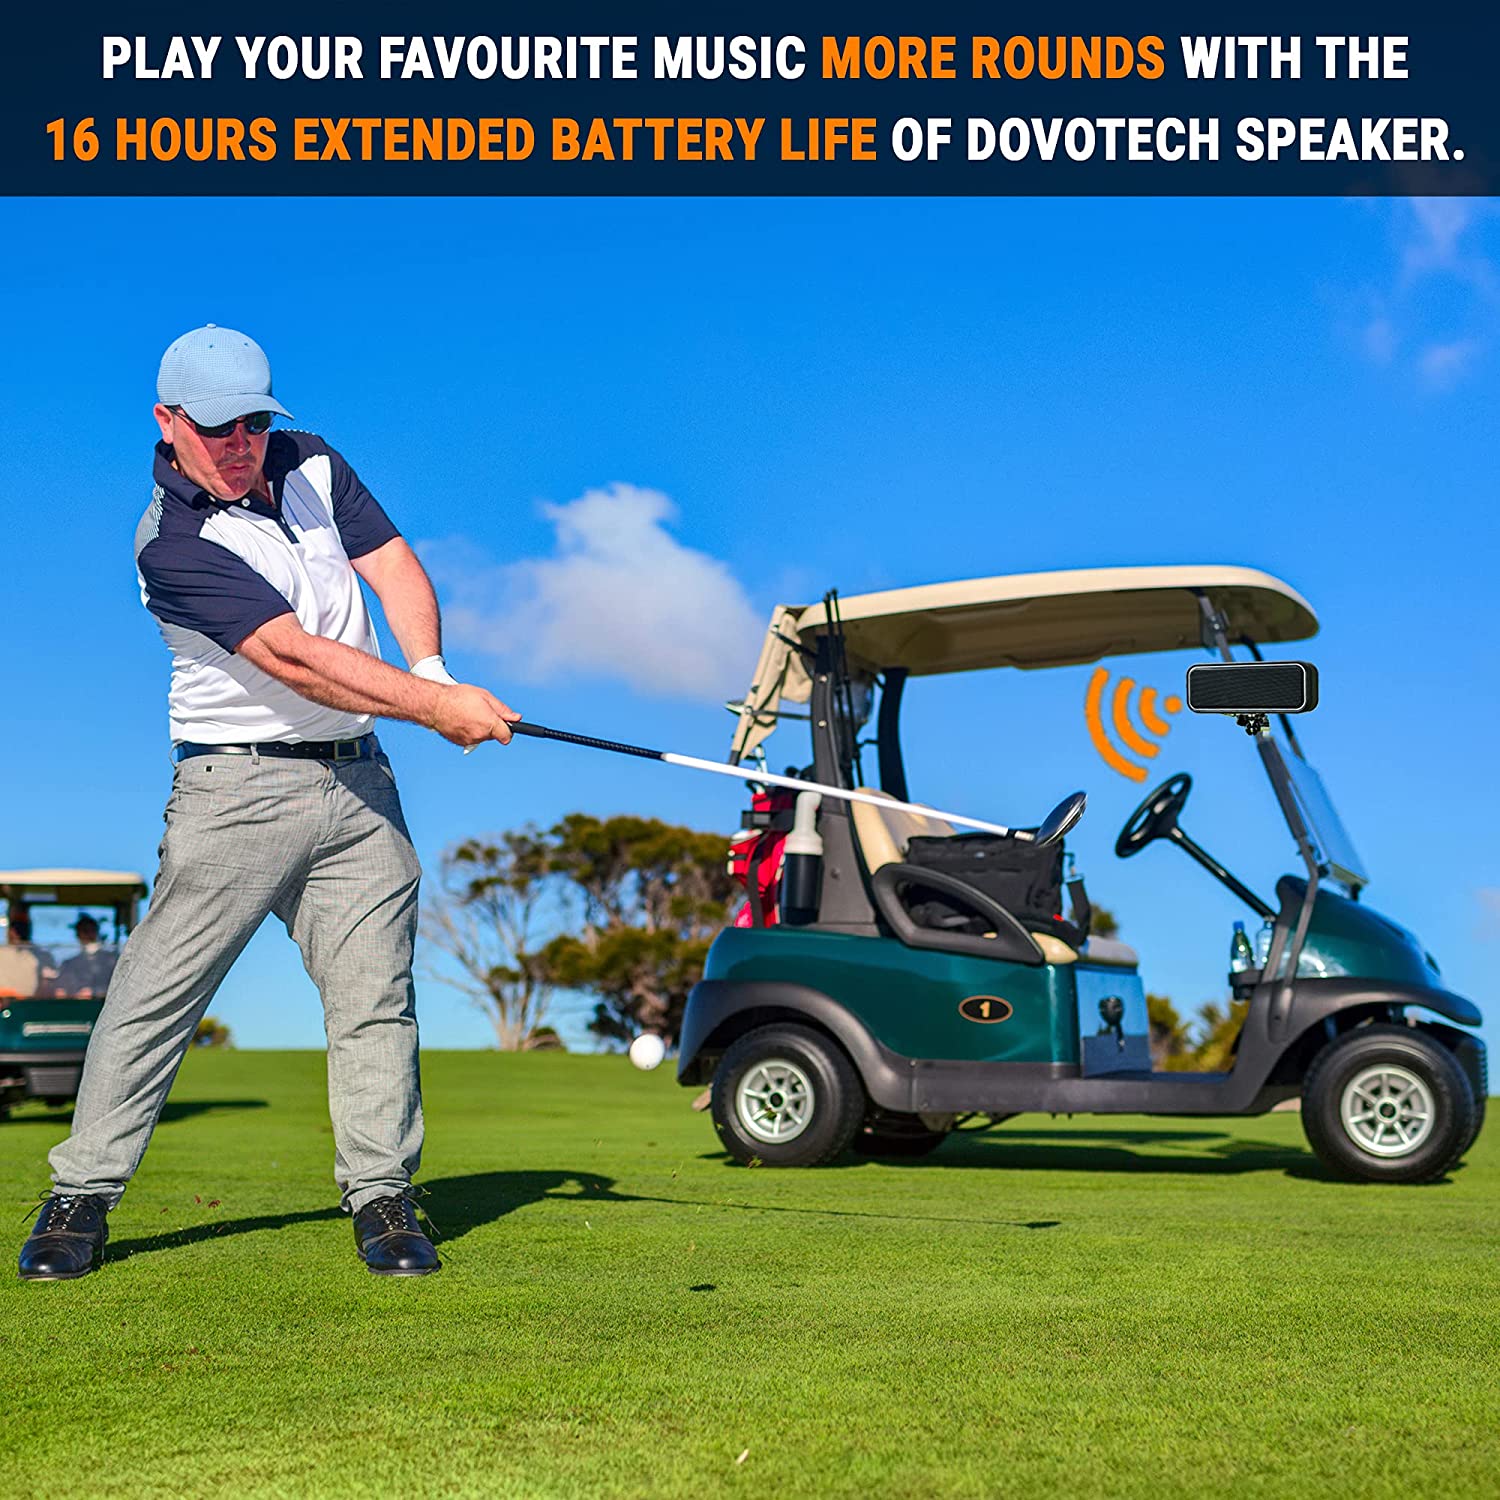 PLAY YOUR FAVOURITE MUSIC MORE ROUNDS WITH THE
16 HOURS EXTENDED BATTERY LIFE OF DOVOTECH SPEAKER.
1